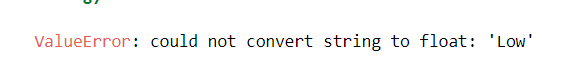 ValueError: could not convert string to float: 'Low'